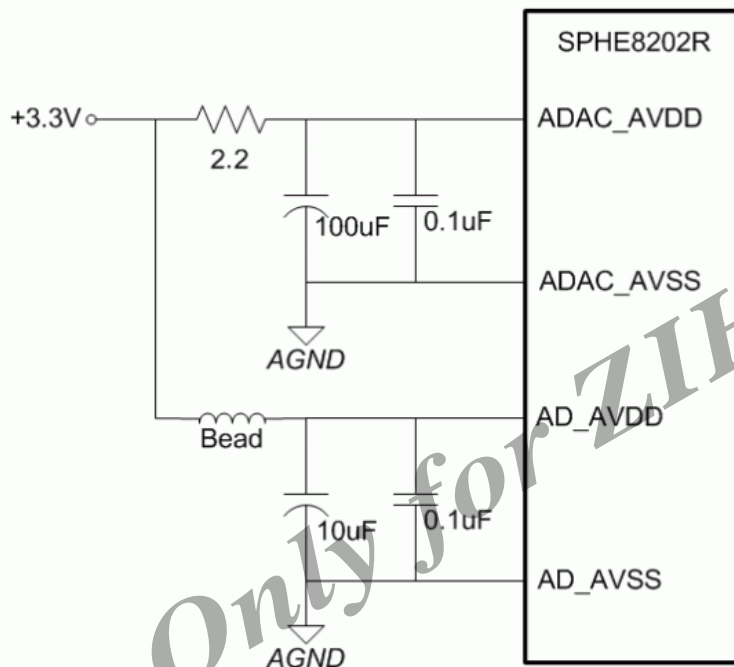 SPHE8202R
+3.3V
ADAC_AVDD
2.2
100uF
0.1uF
ADAC_AVSS
AGND
AD_AVDD
Bead
10uF
0.1uF
AD_AVSS
AGND
Only for ZIH